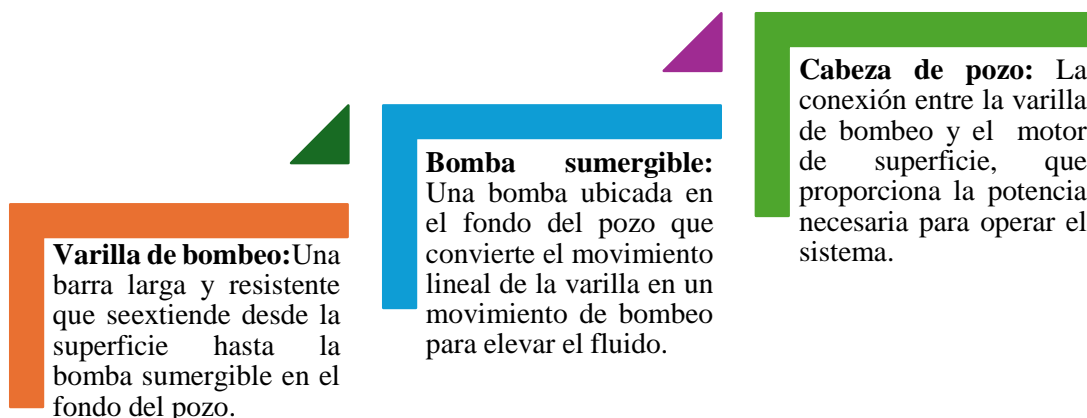 Varilla de bombeo:Una
barra larga y resistente
que seextiende desde la
superficie hasta la
bomba sumergible en el
fondo del pozo.
Bomba sumergible:
Una bomba ubicada en
el fondo del pozo que
convierte el movimiento
lineal de la varilla en un
movimiento de bombeo
para elevar el fluido.
Cabeza de pozo: La
conexión entre la varilla
de bombeo y el motor
de superficie, que
proporciona la potencia
necesaria para operar el
sistema.